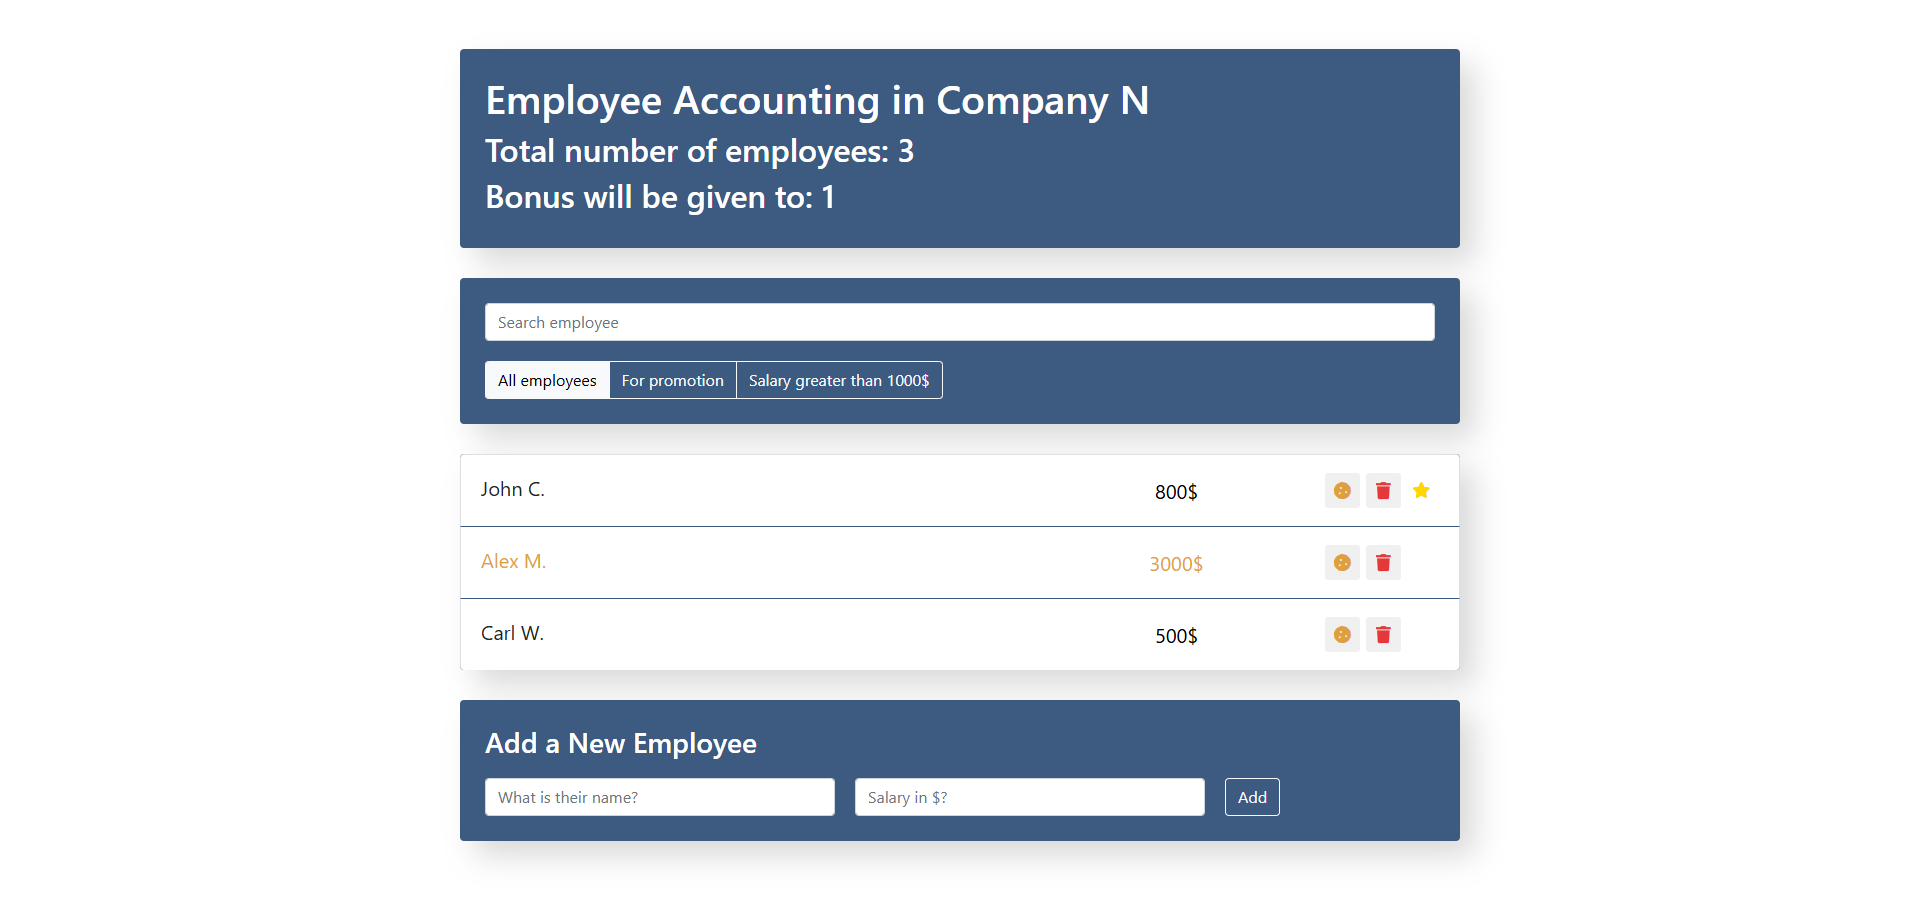 Employee Accounting in Company N
Total number of employees: 3
Bonus will be given to: 1
Search employee
All employees For promotion Salary greater than 1000$
John C. 800$
Alex M. 3000$
Carl W. 500$
Add a New Employee
What is their name? Salary in $? Add